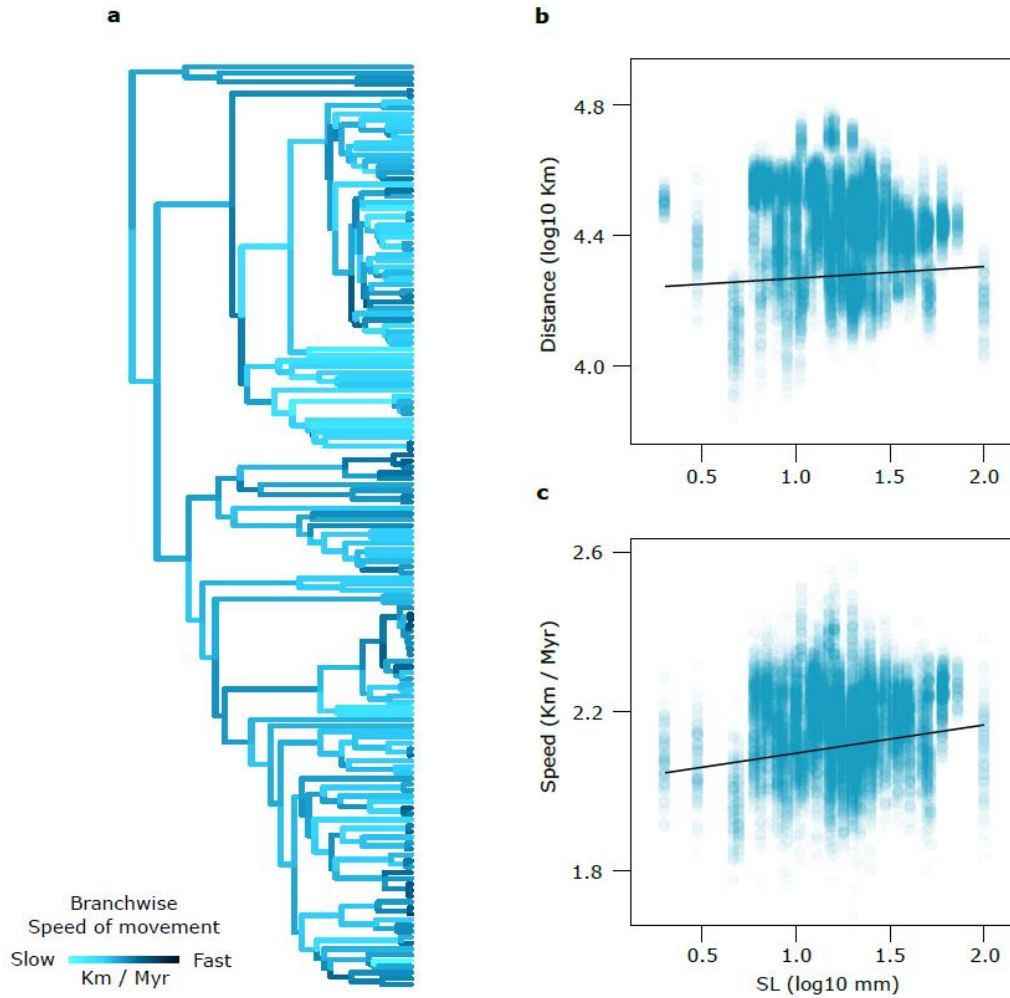 a
Branchwise
Speed of movement
Slow Fast
Km / Myr
b
Distance (log10 Km)
4.8
4.4
4.0
0.5 1.0 1.5 2.0
c
Speed (Km / Myr)
2.6
2.2
1.8
0.5 1.0 1.5 2.0
SL (log10 mm)